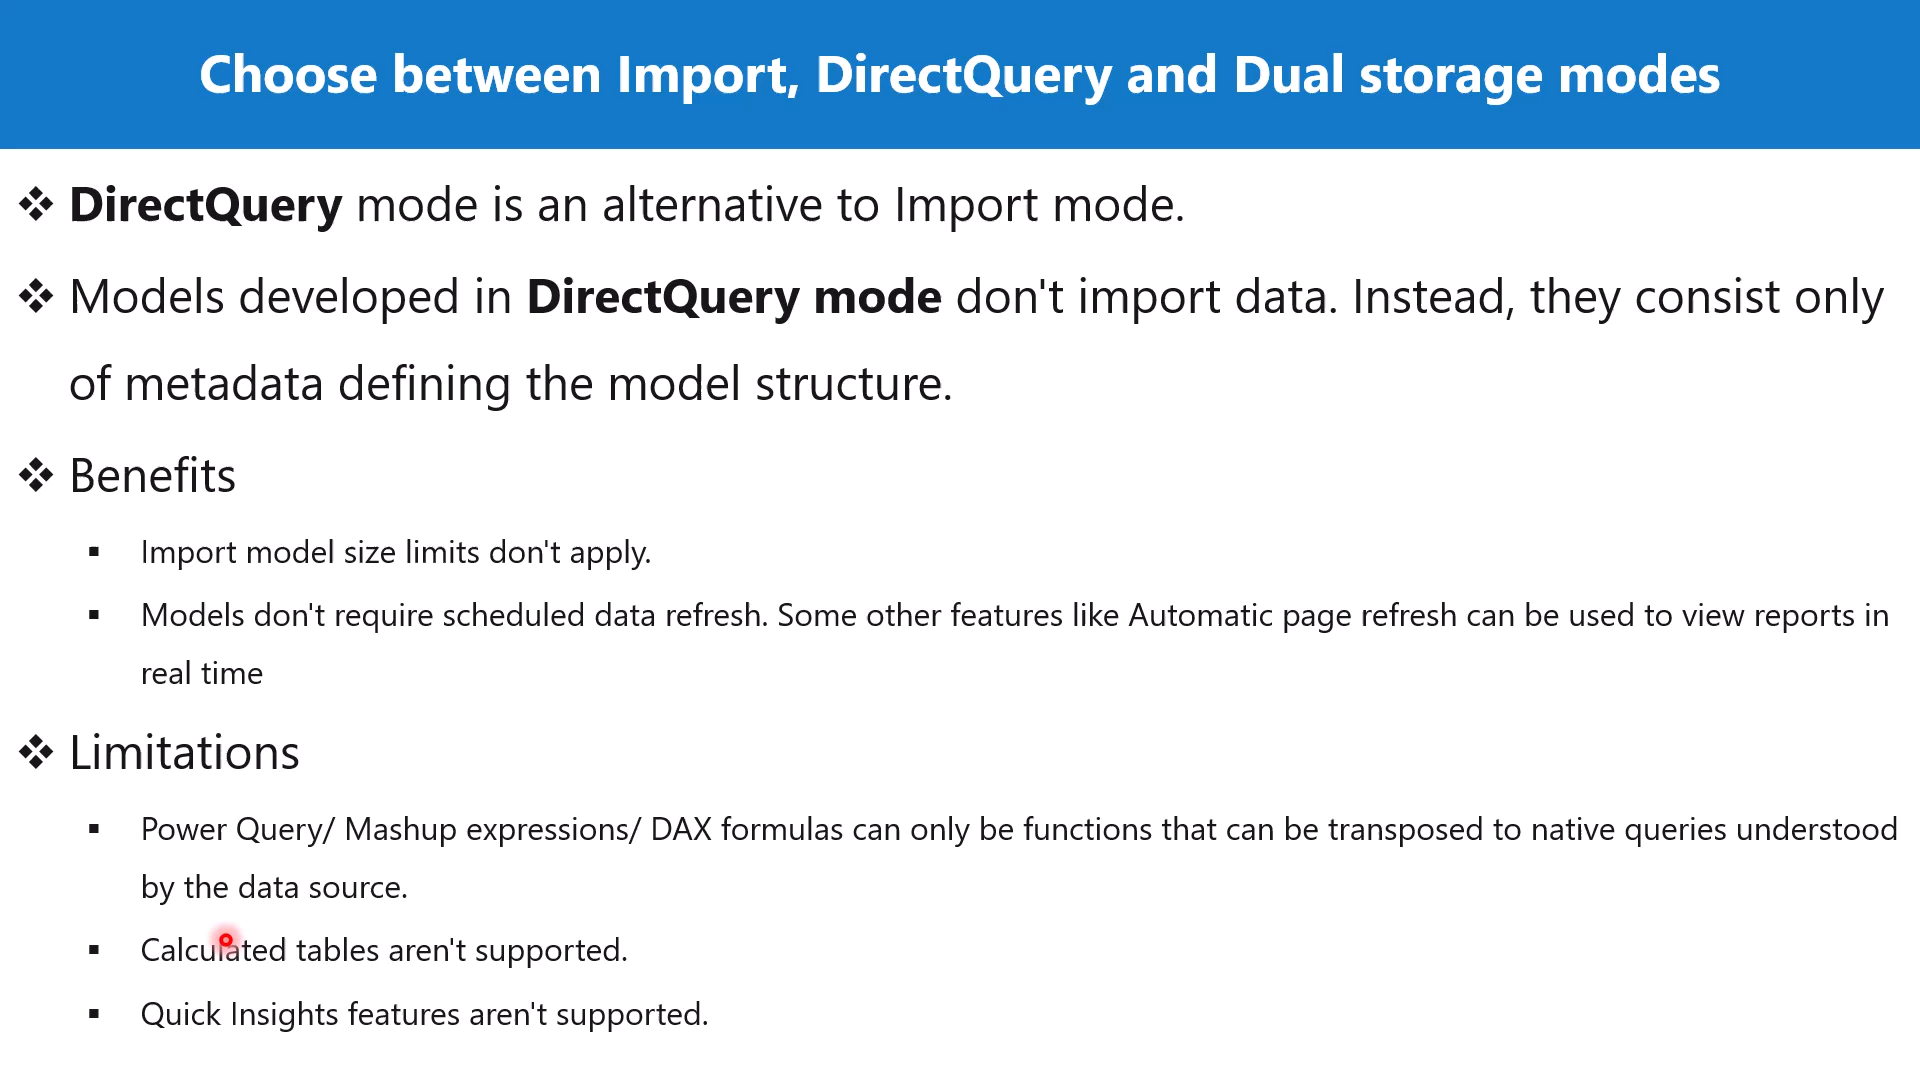 Choose between Import, DirectQuery and Dual storage modes
❖ DirectQuery mode is an alternative to Import mode.
❖ Models developed in DirectQuery mode don't import data. Instead, they consist only
of metadata defining the model structure.
❖ Benefits
▪ Import model size limits don't apply.
▪ Models don't require scheduled data refresh. Some other features like Automatic page refresh can be used to view reports in
real time
❖ Limitations
▪ Power Query/ Mashup expressions/ DAX formulas can only be functions that can be transposed to native queries understood
by the data source.
▪ Calculated tables aren't supported.
▪ Quick Insights features aren't supported.